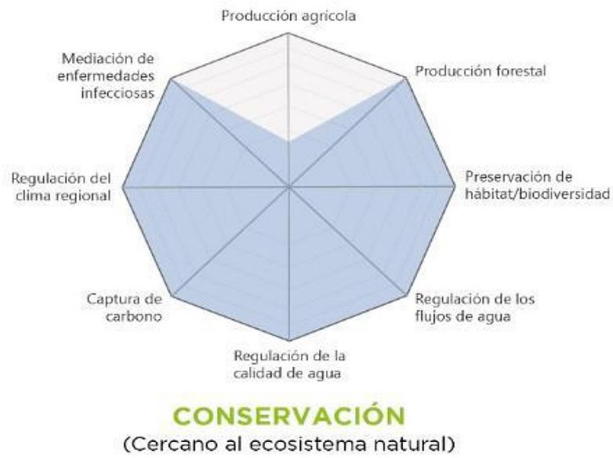 Producción agrícola
Mediación de
enfermedades
infecciosas
Producción forestal
Regulación del
clima regional
Preservación de
hábitat/biodiversidad
Captura de
carbono
Regulación de los
flujos de agua
Regulación de la
calidad de agua
CONSERVACIÓN
(Cercano al ecosistema natural)